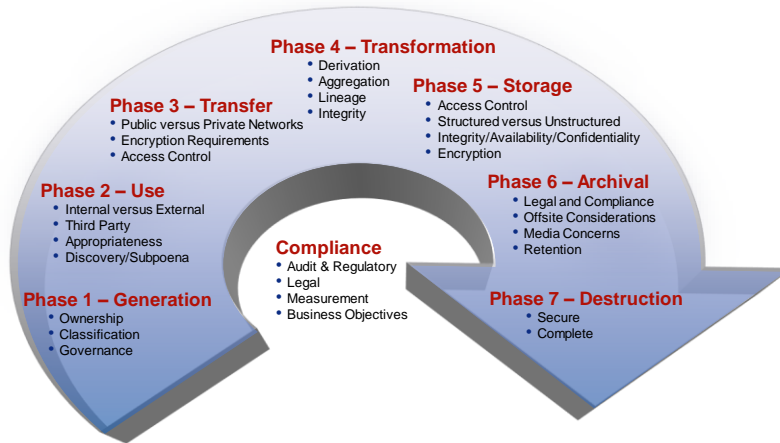 Phase 1 – Generation
• Ownership
• Classification
• Governance
Phase 2 – Use
• Internal versus External
• Third Party
• Appropriateness
• Discovery/Subpoena
Phase 3 – Transfer
• Public versus Private Networks
• Encryption Requirements
• Access Control
Phase 4 – Transformation
• Derivation
• Aggregation
• Lineage
• Integrity
Phase 5 – Storage
• Access Control
• Structured versus Unstructured
• Integrity/Availability/Confidentiality
• Encryption
Phase 6 – Archival
• Legal and Compliance
• Offsite Considerations
• Media Concerns
• Retention
Phase 7 – Destruction
• Secure
• Complete
Compliance
• Audit & Regulatory
• Legal
• Measurement
• Business Objectives